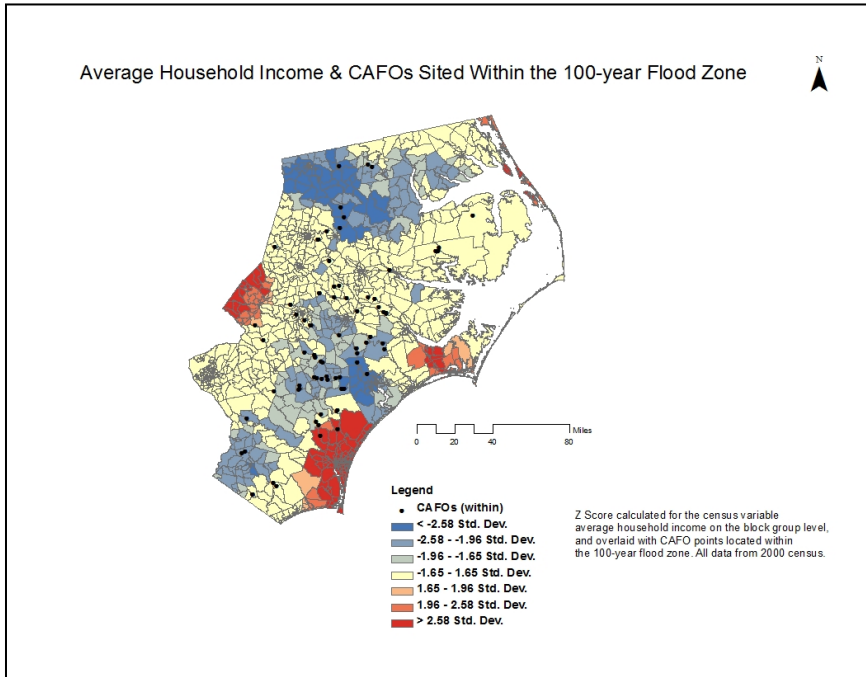 Average Household Income & CAFOs Sited Within the 100-year Flood Zone
N
Miles
0 10 20 40 80
Legend
CAFOs (within)
< -2.58 Std. Dev.
-2.58 - -1.96 Std. Dev.
-1.96 - -1.65 Std. Dev.
-1.65 - 1.65 Std. Dev.
1.65 - 1.96 Std. Dev.
1.96 - 2.58 Std. Dev.
> 2.58 Std. Dev.
Z Score calculated for the census variable
average household income on the block group level,
and overlaid with CAFO points located within
the 100-year flood zone. All data from 2000 census.